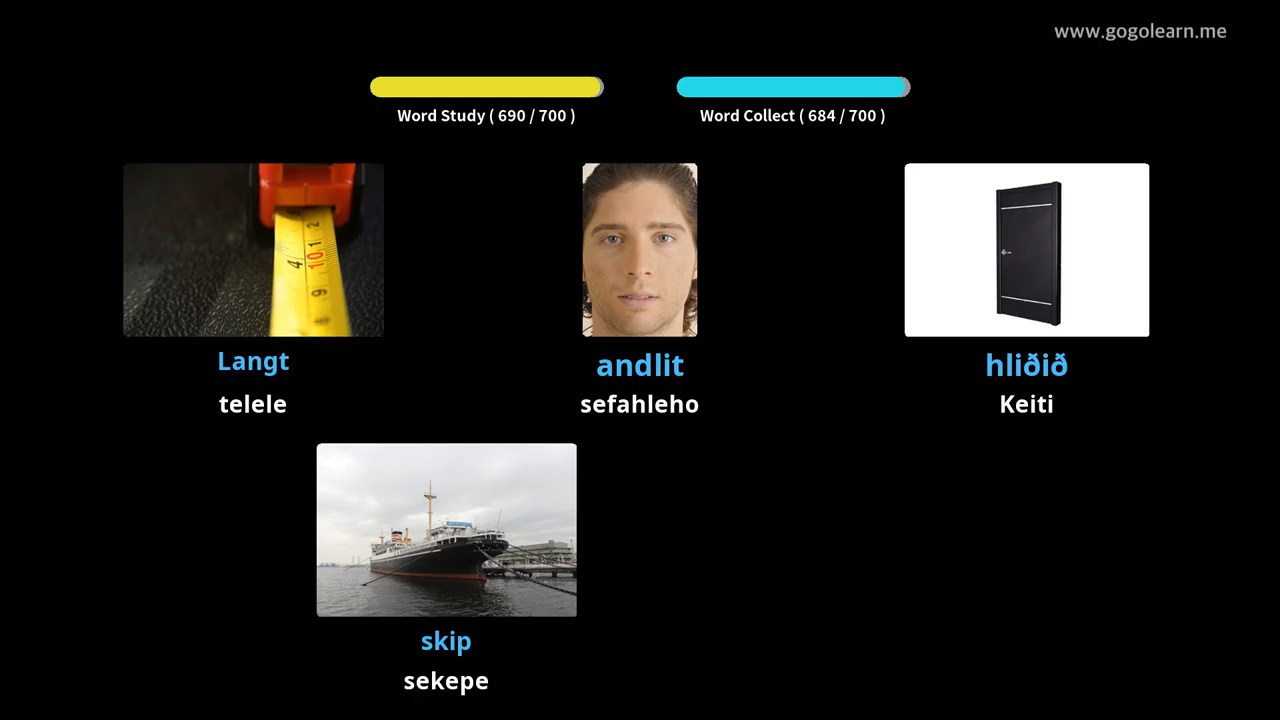 www.gogolearn.me
Word Study ( 690 / 700 )
Word Collect ( 684 / 700 )
Langt
telele
andlit
sefahleho
hliðið
Keiti
skip
sekepe